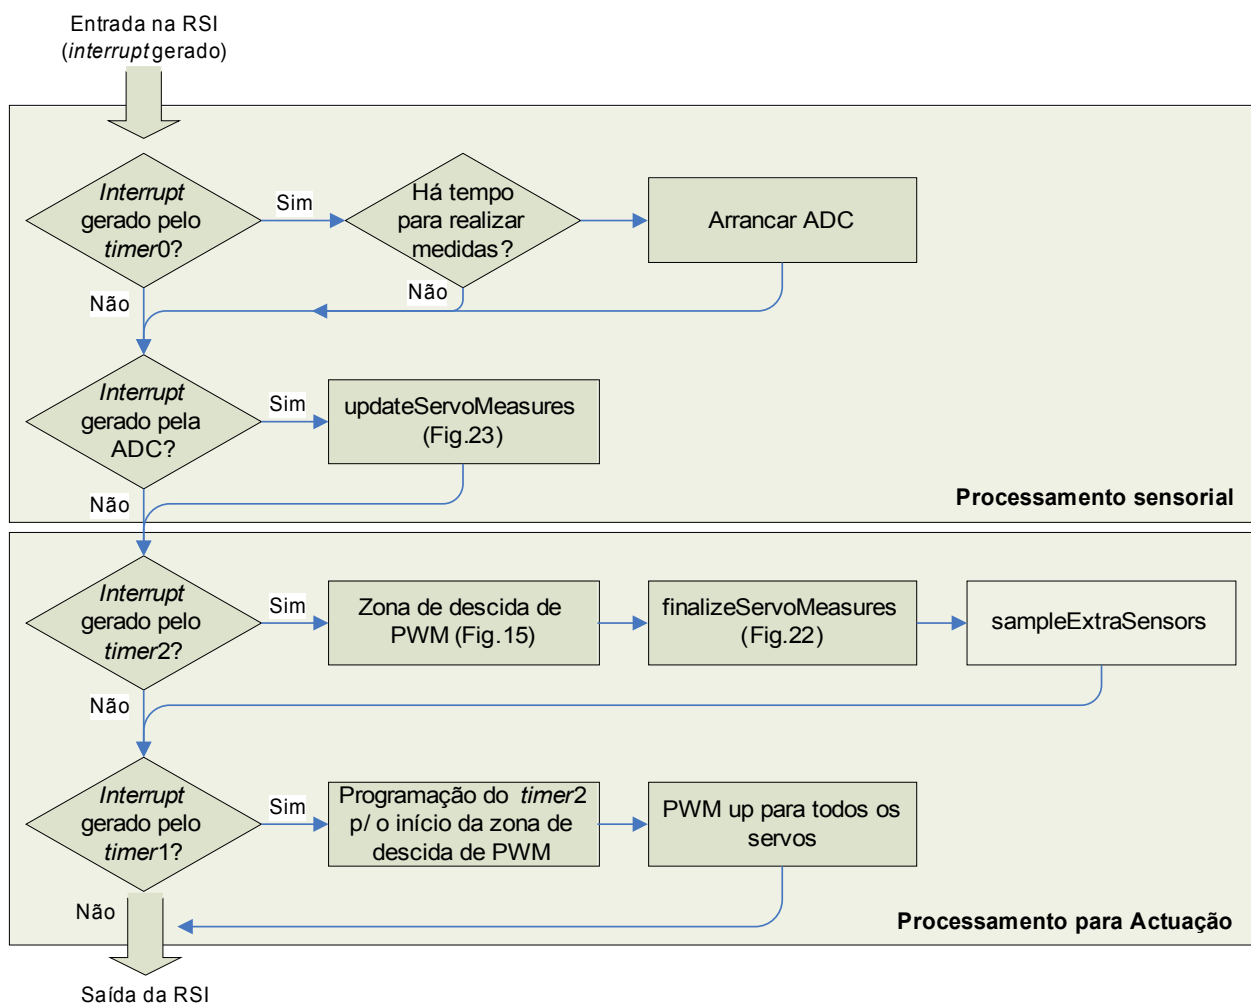 Entrada na RSI
(interrupt gerado)
Interrupt
gerado pelo
timer0?
Sim
Há tempo
para realizar
medidas?
Arrancar ADC
Não
Não
Interrupt
gerado pela
ADC?
Sim
updateServoMeasures
(Fig.23)
Não
Processamento sensorial
Interrupt
gerado pelo
timer2?
Sim
Zona de descida de
PWM (Fig.15)
finalizeServoMeasures
(Fig.22)
sampleExtraSensors
Não
Interrupt
gerado pelo
timer1?
Sim
Programação do timer2
p/ o início da zona de
descida de PWM
PWM up para todos os
servos
Não
Processamento para Actuação
Saída da RSI